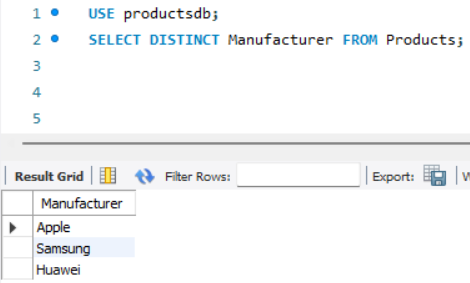 1 USE productsdb;
2 SELECT DISTINCT Manufacturer FROM Products;
3
4
5
Result Grid Filter Rows: Export:
Manufacturer
Apple
Samsung
Huawei